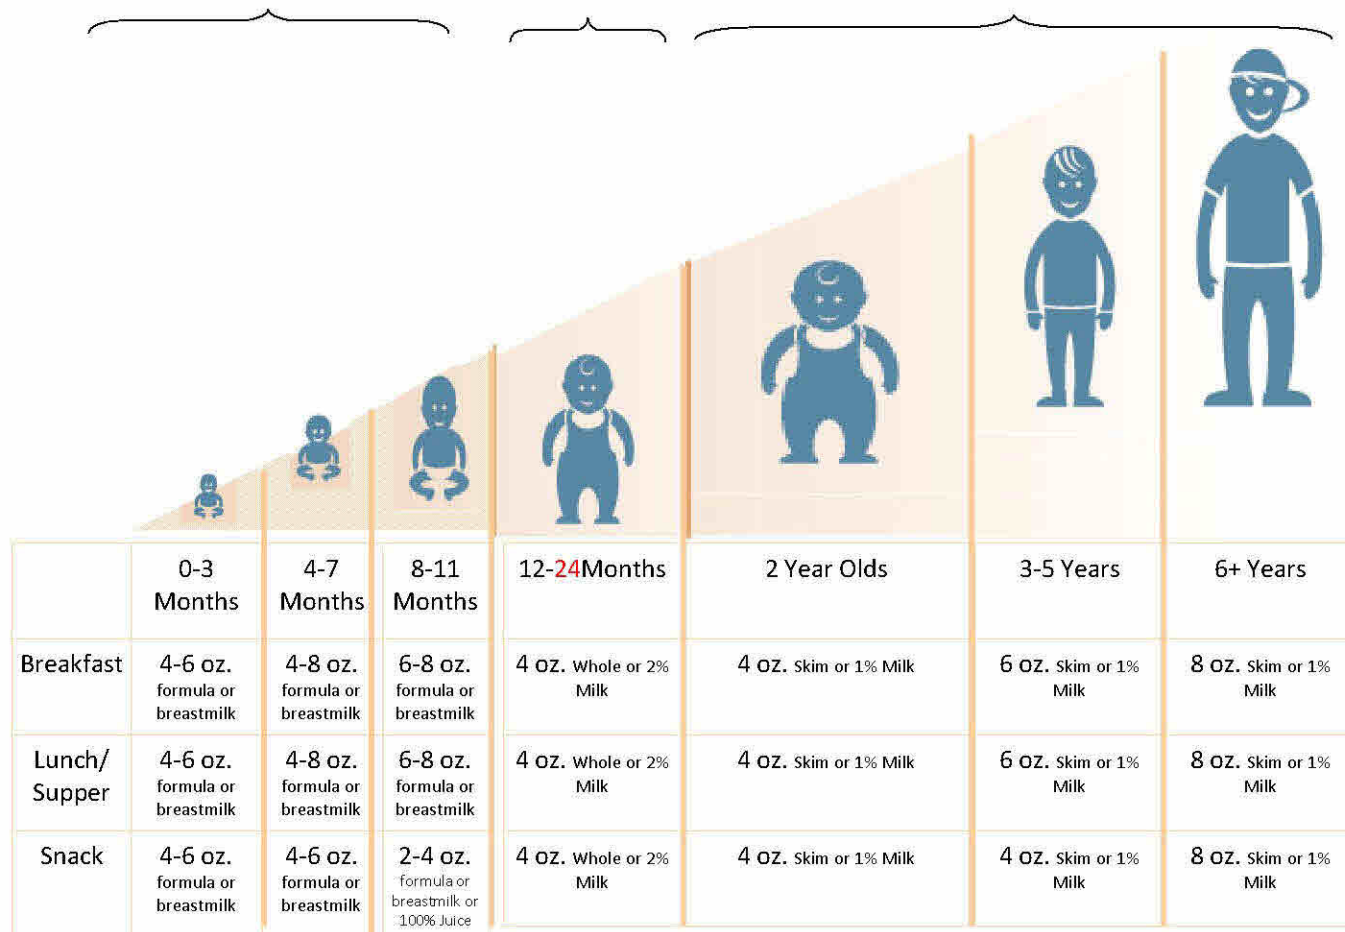 0-3
Months
4-7
Months
8-11
Months
12-24Months
2 Year Olds
3-5 Years
6+ Years
Breakfast
4-6 oz.
formula or
breastmilk
4-8 oz.
formula or
breastmilk
6-8 oz.
formula or
breastmilk
4 oz. Whole or 2%
Milk
4 oz. Skim or 1% Milk
6 oz. Skim or 1%
Milk
8 oz. Skim or 1%
Milk
Lunch/
Supper
4-6 oz.
formula or
breastmilk
4-8 oz.
formula or
breastmilk
6-8 oz.
formula or
breastmilk
4 oz. Whole or 2%
Milk
4 oz. Skim or 1% Milk
6 oz. Skim or 1%
Milk
8 oz. Skim or 1%
Milk
Snack
4-6 oz.
formula or
breastmilk
4-6 oz.
formula or
breastmilk
2-4 oz.
formula or
breastmilk or
100% Juice
4 oz. Whole or 2%
Milk
4 oz. Skim or 1% Milk
4 oz. Skim or 1%
Milk
8 oz. Skim or 1%
Milk